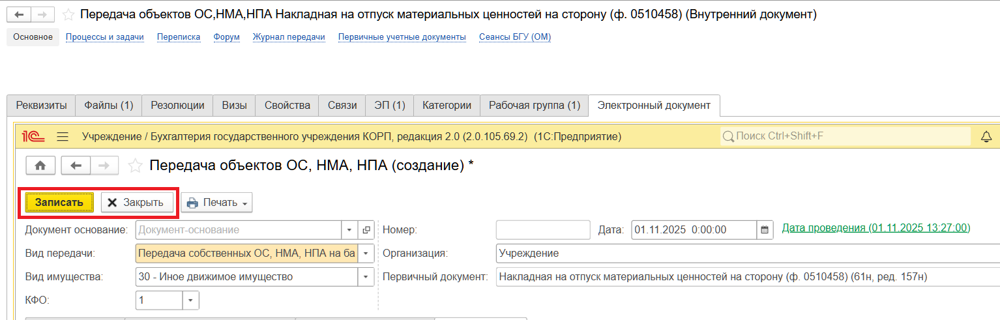 Передача объектов ОС,НМА,НПА Накладная на отпуск материальных ценностей на сторону (ф. 0510458) (Внутренний документ)
Основное Процессы и задачи Переписка Форум Журнал передачи Первичные учетные документы Сеансы БГУ (ОМ)
Реквизиты Файлы (1) Резолюции Визы Свойства Связи ЭП (1) Категории Рабочая группа (1) Электронный документ
1С Учреждение / Бухгалтерия государственного учреждения КОРП, редакция 2.0 (2.0.105.69.2) (1С:Предприятие) Поиск Ctrl+Shift+F
Передача объектов ОС, НМА, НПА (создание) *
Записать Закрыть Печать
Документ основание: Документ-основание Номер: Дата: 01.11.2025 0:00:00 Дата проведения (01.11.2025 13:27:00)
Вид передачи: Передача собственных ОС, НМА, НПА на ба Организация: Учреждение
Вид имущества: 30 - Иное движимое имущество Первичный документ: Накладная на отпуск материальных ценностей на сторону (ф. 0510458) (61н, ред. 157н)
КФО: 1